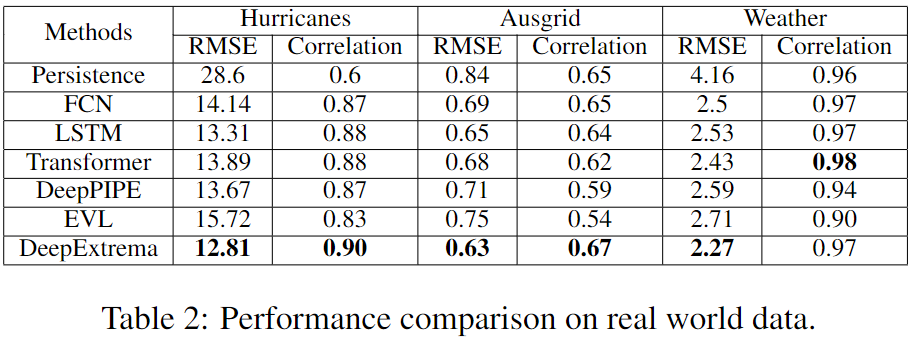 Methods Hurricanes Ausgrid Weather
RMSE Correlation RMSE Correlation RMSE Correlation
Persistence 28.6 0.6 0.84 0.65 4.16 0.96
FCN 14.14 0.87 0.69 0.65 2.5 0.97
LSTM 13.31 0.88 0.65 0.64 2.53 0.97
Transformer 13.89 0.88 0.68 0.62 2.43 0.98
DeepPIPE 13.67 0.87 0.71 0.59 2.59 0.94
EVL 15.72 0.83 0.75 0.54 2.71 0.90
DeepExtrema 12.81 0.90 0.63 0.67 2.27 0.97
Table 2: Performance comparison on real world data.